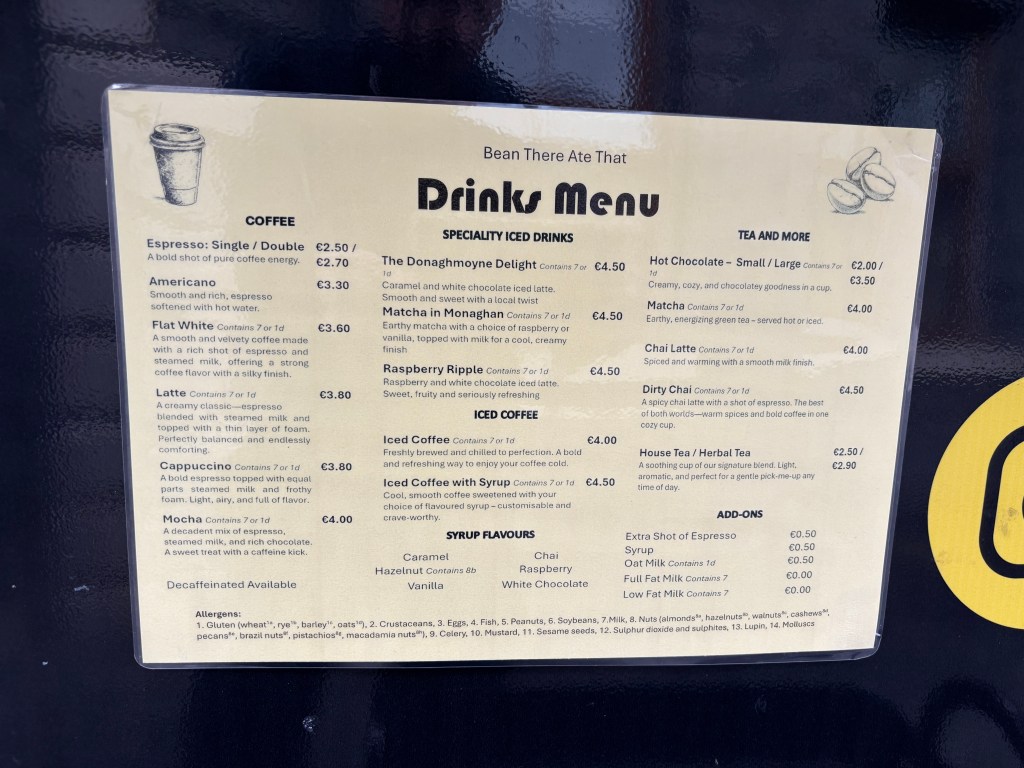 Bean There Ate That
Drinks Menu
COFFEE
Espresso: Single / Double €2.50 /
A bold shot of pure coffee energy. €2.70
Americano €3.30
Smooth and rich, espresso
softened with hot water.
Flat White Contains 7 or 1d €3.60
A smooth and velvety coffee made
with a rich shot of espresso and
steamed milk, offering a strong
coffee flavor with a silky finish.
Latte Contains 7 or 1d €3.80
A creamy classic—espresso
blended with steamed milk and
topped with a thin layer of foam.
Perfectly balanced and endlessly
comforting.
Cappuccino Contains 7 or 1d €3.80
A bold espresso topped with equal
parts steamed milk and frothy
foam. Light, airy, and full of flavor.
Mocha Contains 7 or 1d €4.00
A decadent mix of espresso,
steamed milk, and rich chocolate.
A sweet treat with a caffeine kick.
Decaffeinated Available
SPECIALITY ICED DRINKS
The Donaghmoyne Delight Contains 7 or €4.50
1d
Caramel and white chocolate iced latte.
Smooth and sweet with a local twist
Matcha in Monaghan Contains 7 or 1d €4.50
Earthy matcha with a choice of raspberry or
vanilla, topped with milk for a cool, creamy
finish
Raspberry Ripple Contains 7 or 1d €4.50
Raspberry and white chocolate iced latte.
Sweet, fruity and seriously refreshing
ICED COFFEE
Iced Coffee Contains 7 or 1d €4.00
Freshly brewed and chilled to perfection. A bold
and refreshing way to enjoy your coffee cold.
Iced Coffee with Syrup Contains 7 or 1d €4.50
Cool, smooth coffee sweetened with your
choice of flavoured syrup – customisable and
crave-worthy.
SYRUP FLAVOURS
Caramel Chai
Hazelnut Contains 8b Raspberry
Vanilla White Chocolate
TEA AND MORE
Hot Chocolate – Small / Large Contains 7 or €2.00 /
1d €3.50
Creamy, cozy, and chocolatey goodness in a cup.
Matcha Contains 7 or 1d €4.00
Earthy, energizing green tea – served hot or iced.
Chai Latte Contains 7 or 1d €4.00
Spiced and warming with a smooth milk finish.
Dirty Chai Contains 7 or 1d €4.50
A spicy chai latte with a shot of espresso. The best
of both worlds—warm spices and bold coffee in one
cozy cup.
House Tea / Herbal Tea €2.50 /
A soothing cup of our signature blend. Light, €2.90
aromatic, and perfect for a gentle pick-me-up any
time of day.
ADD-ONS
Extra Shot of Espresso €0.50
Syrup €0.50
Oat Milk Contains 1d €0.50
Full Fat Milk Contains 7 €0.00
Low Fat Milk Contains 7 €0.00
Allergens:
1. Gluten (wheat¹ᵃ, rye¹ᵇ, barley¹ᶜ, oats¹ᵈ), 2. Crustaceans, 3. Eggs, 4. Fish, 5. Peanuts, 6. Soybeans, 7.Milk, 8. Nuts (almonds⁸ᵃ, hazelnuts⁸ᵇ, walnuts⁸ᶜ, cashews⁸ᵈ,
pecans⁸ᵉ, brazil nuts⁸ᶠ, pistachios⁸ᵍ, macadamia nuts⁸ʰ), 9. Celery, 10. Mustard, 11. Sesame seeds, 12. Sulphur dioxide and sulphites, 13. Lupin, 14. Molluscs